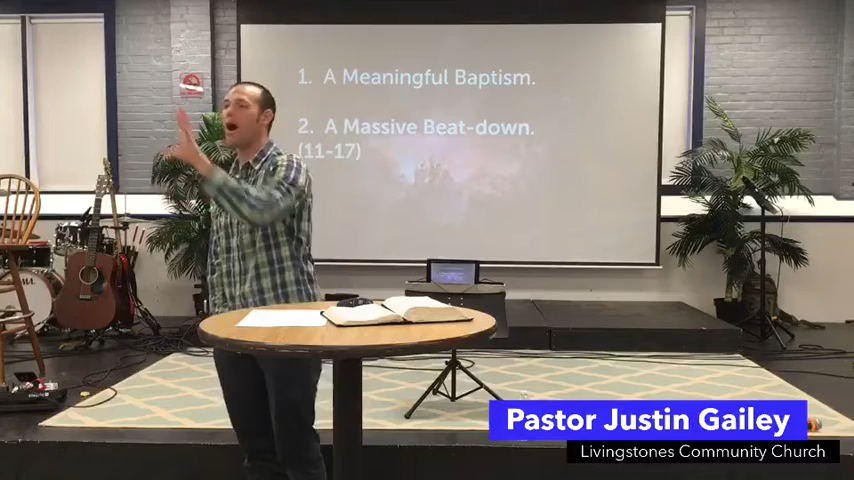 1. A Meaningful Baptism.
2. A Massive Beat-down.
(11-17)
Pastor Justin Gailey
Livingstones Community Church